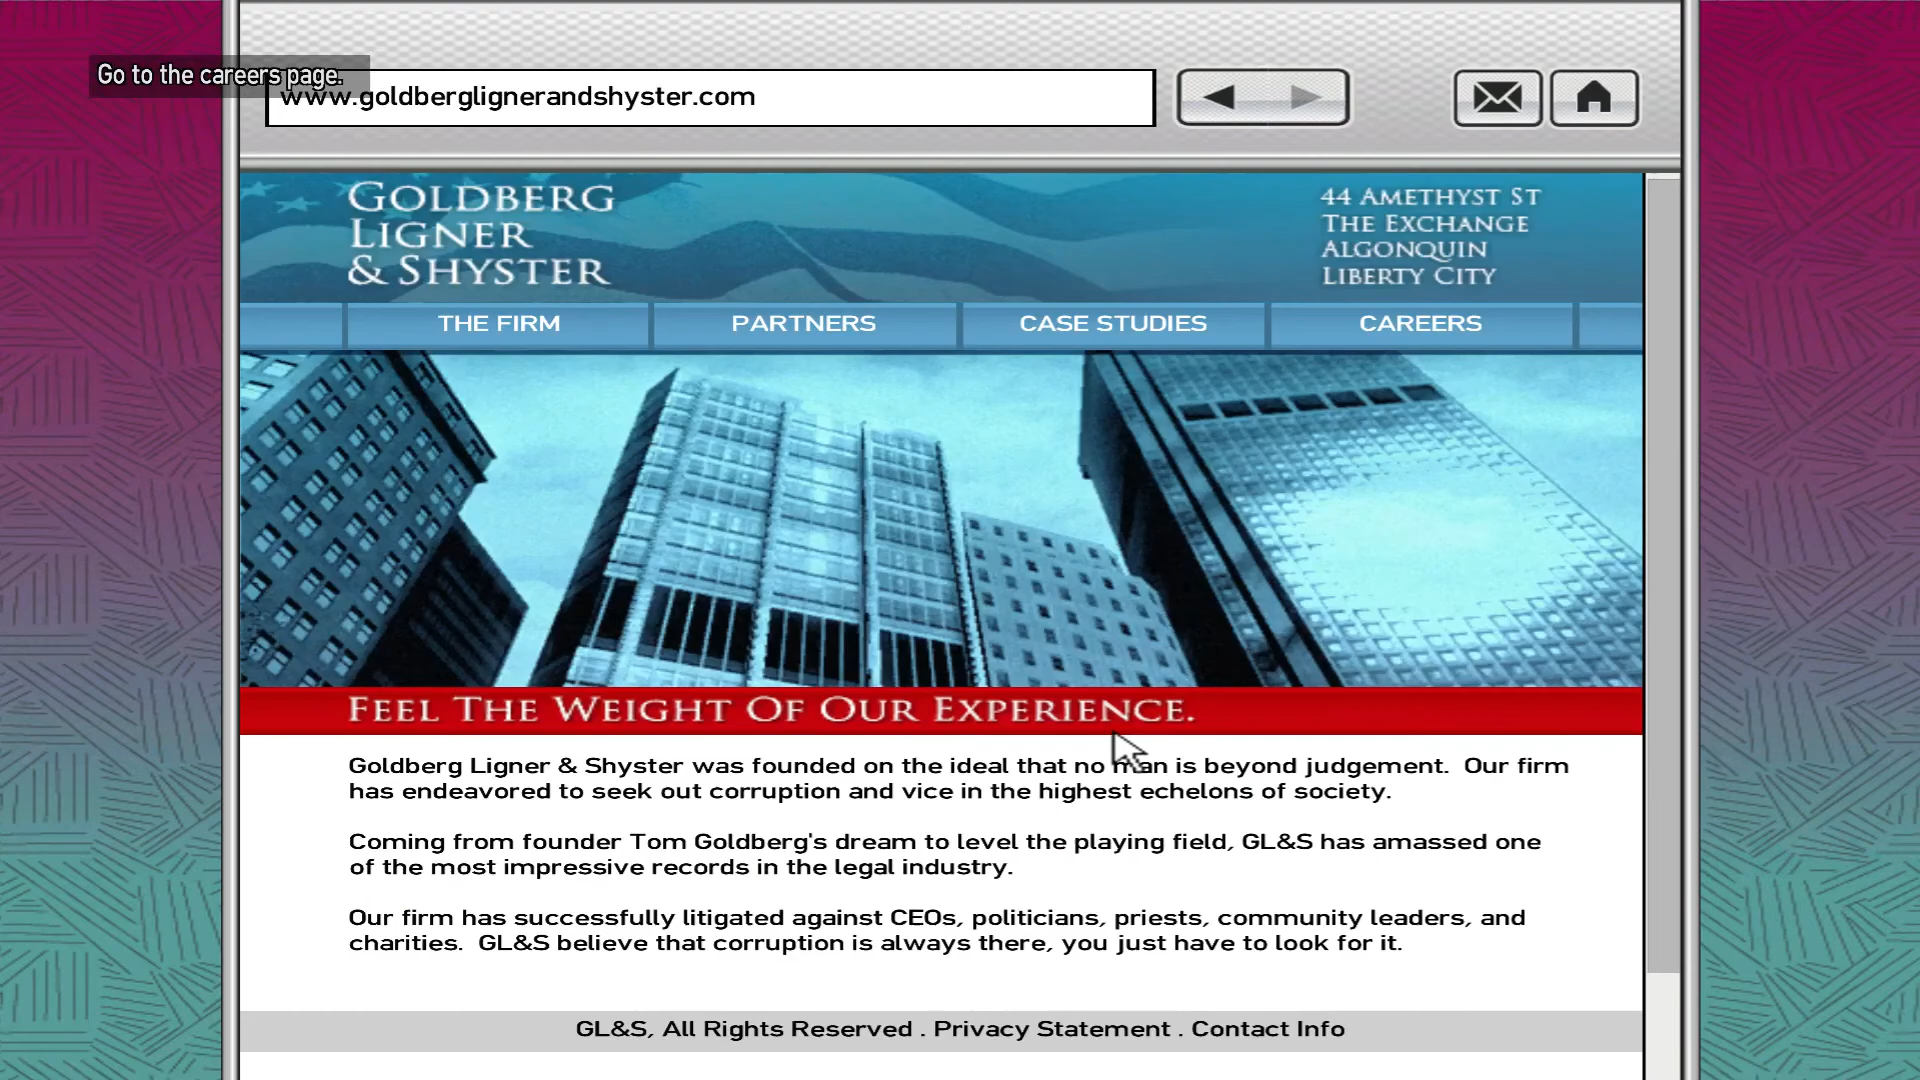 Go to the careers page.
www.goldberglignerandshyster.com
GOLDBERG
LIGNER
& SHYSTER
44 AMETHYST ST
THE EXCHANGE
ALGONQUIN
LIBERTY CITY
THE FIRM
PARTNERS
CASE STUDIES
CAREERS
FEEL THE WEIGHT OF OUR EXPERIENCE.
Goldberg Ligner & Shyster was founded on the ideal that no man is beyond judgement. Our firm
has endeavored to seek out corruption and vice in the highest echelons of society.
Coming from founder Tom Goldberg's dream to level the playing field, GL&S has amassed one
of the most impressive records in the legal industry.
Our firm has successfully litigated against CEOs, politicians, priests, community leaders, and
charities. GL&S believe that corruption is always there, you just have to look for it.
GL&S, All Rights Reserved . Privacy Statement . Contact Info